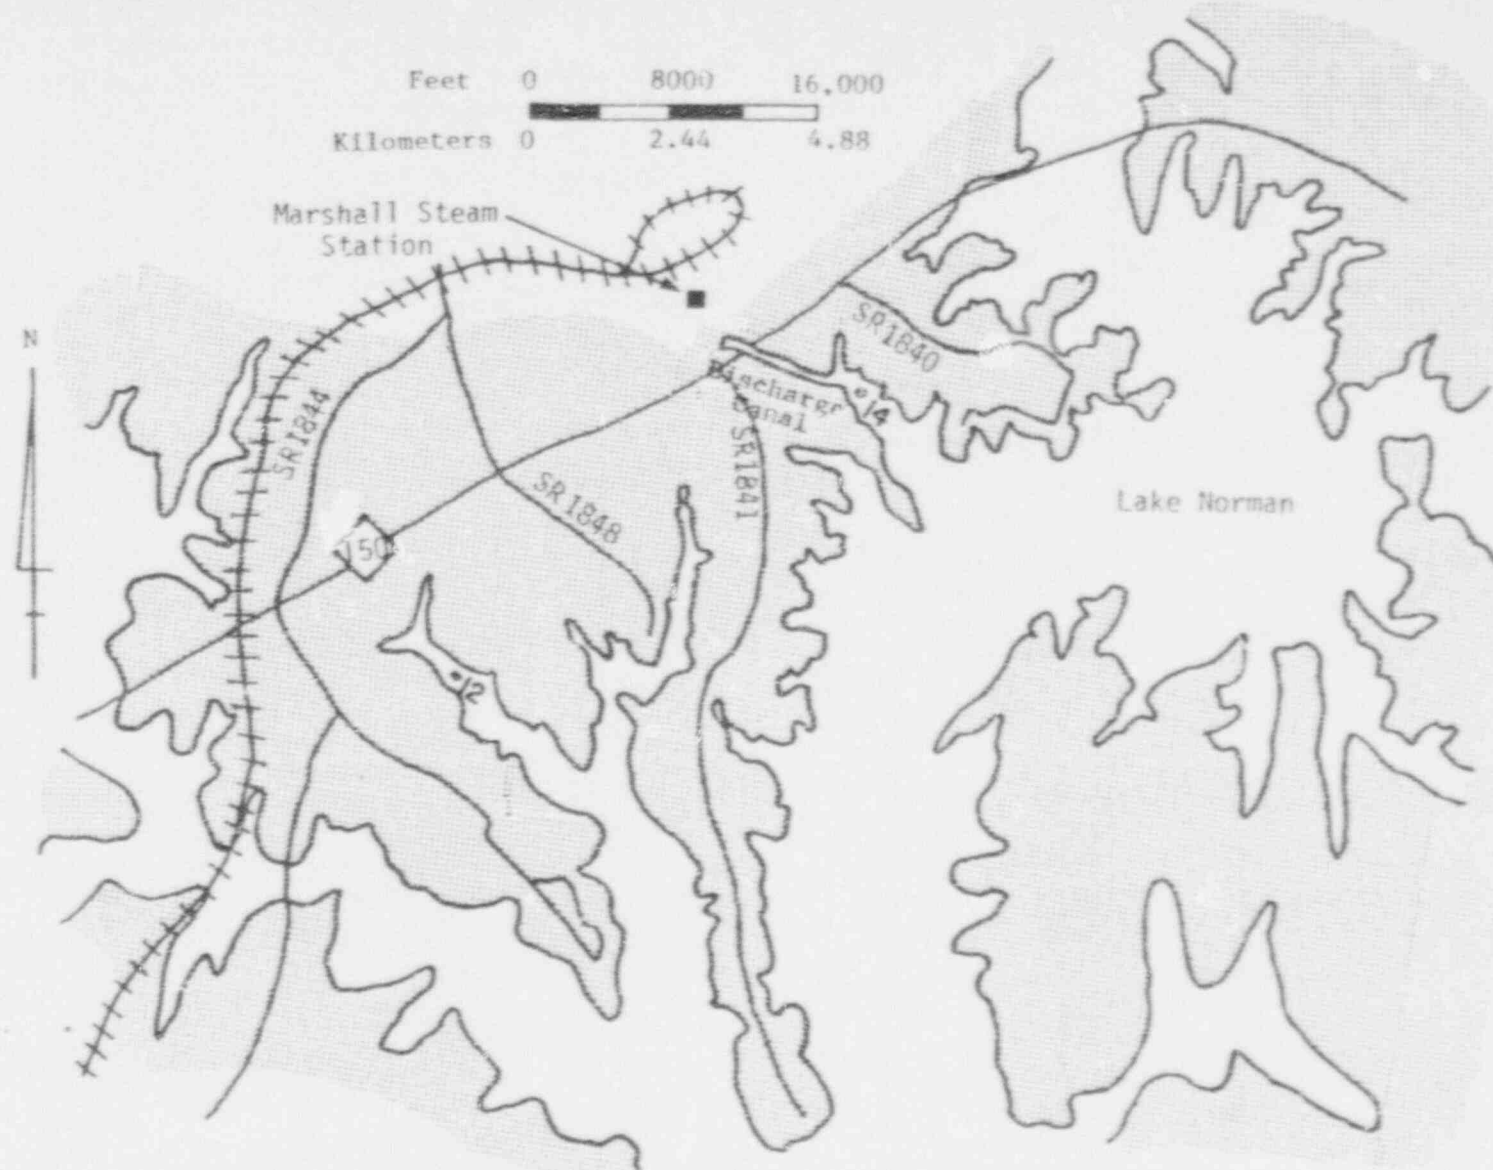 Feet 0 8000 16,000
Kilometers 0 2.44 4.88
Marshall Steam
Station
N
SR1840
Discharge
Canal
14
SR1844
SR1841
SR1848
Lake Norman
150
12